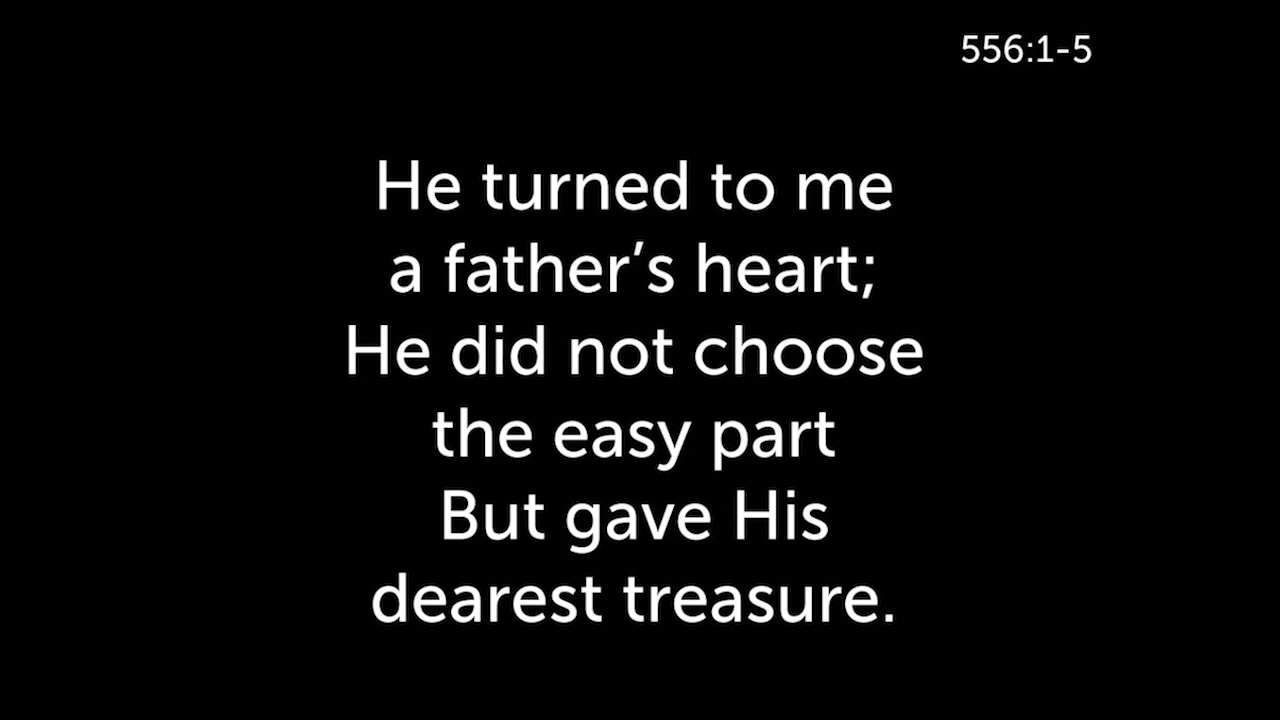 556:1-5
He turned to me
a father’s heart;
He did not choose
the easy part
But gave His
dearest treasure.